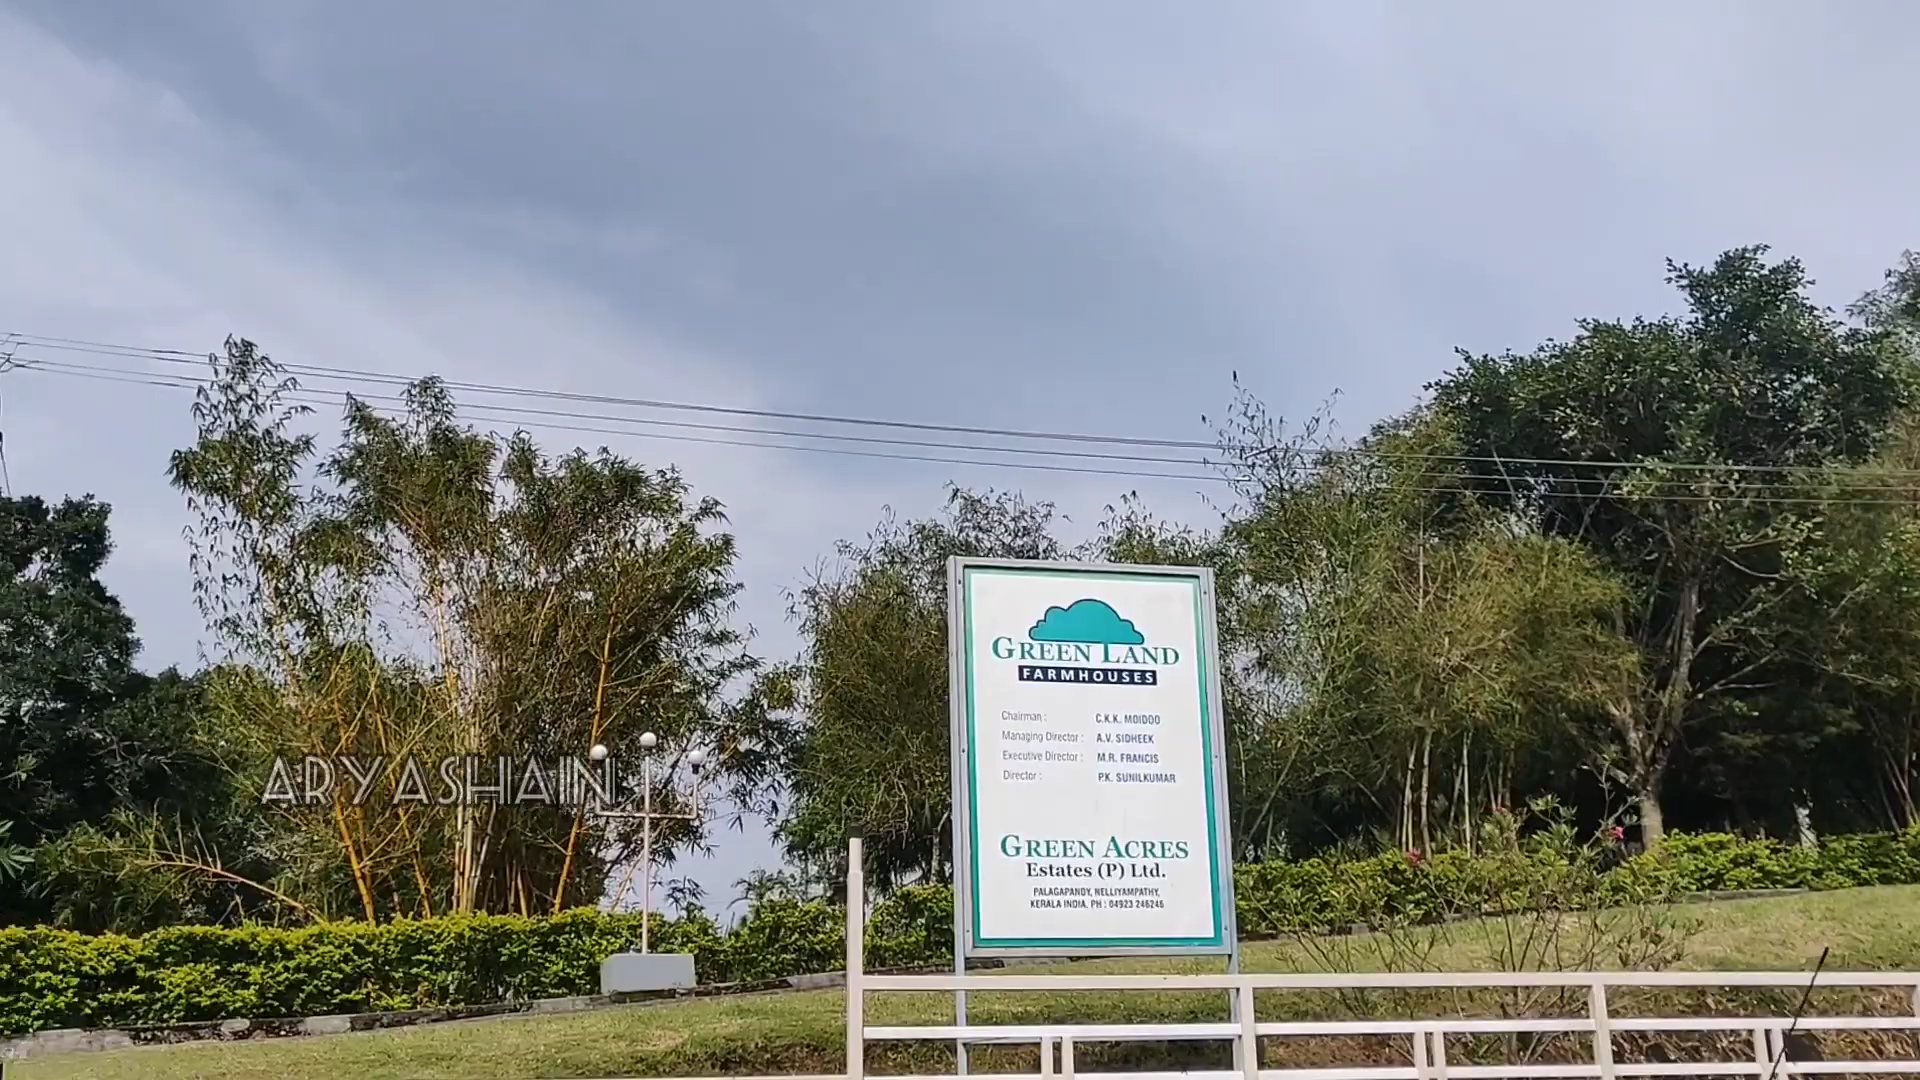 GREEN LAND
FARMHOUSES
Chairman : C.K.K. MOIDOO
Managing Director : A.V. SIDHEEK
Executive Director : M.R. FRANCIS
Director : P.K. SUNILKUMAR
GREEN ACRES
Estates (P) Ltd.
PALAGAPANDY, NELLIYAMPATHY,
KERALA INDIA, PH : 04923 246246
ARYASHAIN